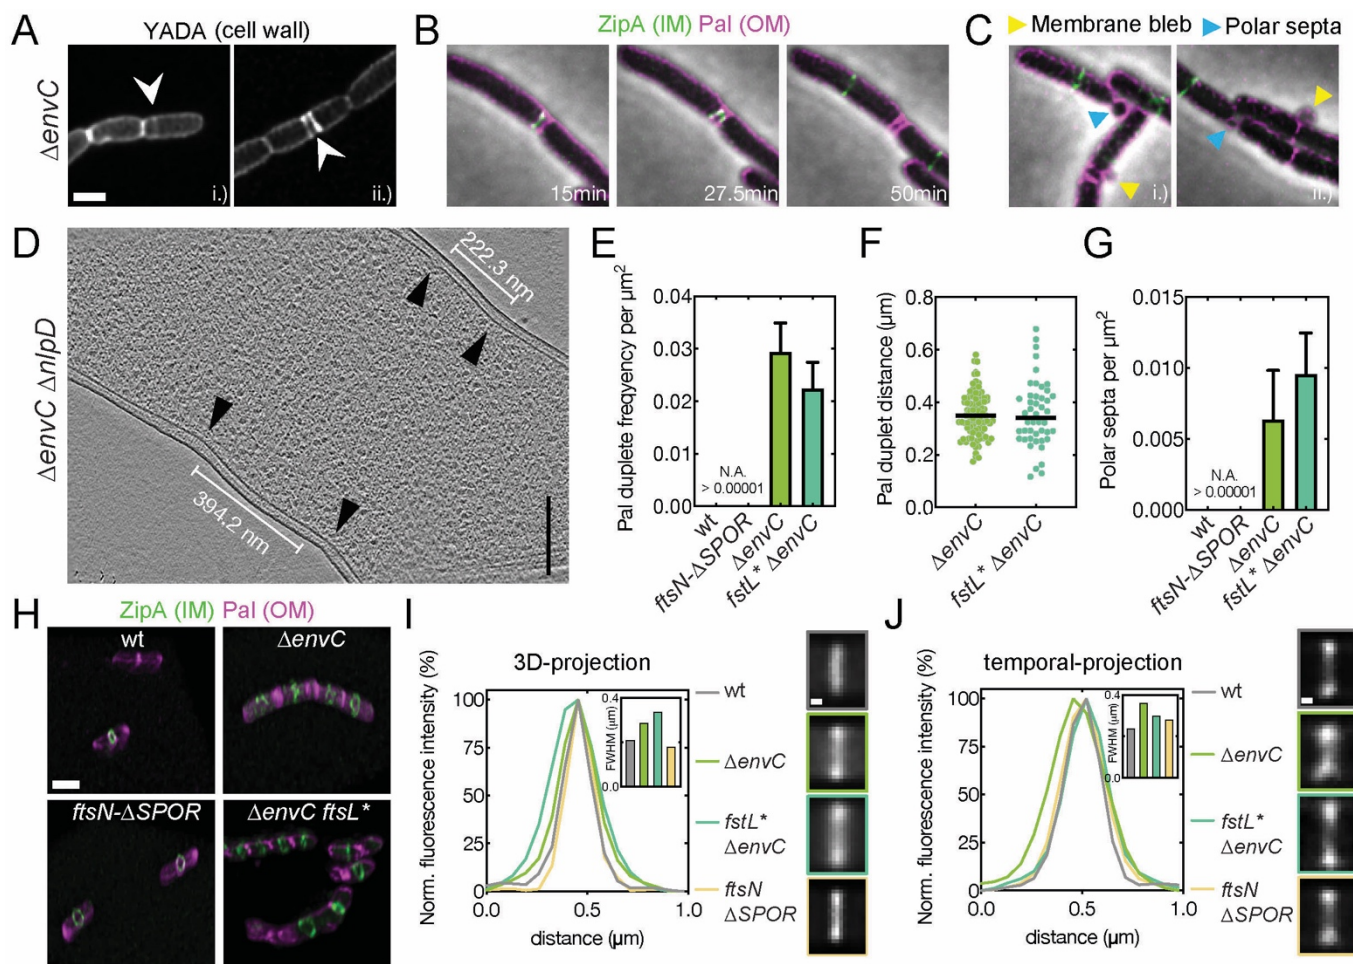 A
YADA (cell wall)
ΔenvC
i.)
ii.)
B
ZipA (IM) Pal (OM)
15min
27.5min
50min
C
Membrane bleb
Polar septa
i.)
ii.)
D
ΔenvC ΔnlpD
222.3 nm
394.2 nm
E
Pal duplete freqyency per µm²
0.04
0.03
0.02
0.01
0.00
N.A.
> 0.00001
wt
ftsN-ΔSPOR
ΔenvC
fstL* ΔenvC
F
Pal duplet distance (µm)
0.8
0.6
0.4
0.2
0.0
ΔenvC
fstL* ΔenvC
G
Polar septa per µm²
0.015
0.010
0.005
0.000
N.A.
> 0.00001
wt
ftsN-ΔSPOR
ΔenvC
fstL* ΔenvC
H
ZipA (IM) Pal (OM)
wt
ΔenvC
ftsN-ΔSPOR
ΔenvC ftsL*
I
3D-projection
Norm. fluorescence intensity (%)
100
75
50
25
0
0.0
0.5
1.0
distance (µm)
FWHM (µm)
0.4
0.0
wt
ΔenvC
fstL*
ΔenvC
ftsN
ΔSPOR
J
temporal-projection
Norm. fluorescence intensity (%)
100
75
50
25
0
0.0
0.5
1.0
distance (µm)
FWHM (µm)
0.4
0.0
wt
ΔenvC
fstL*
ΔenvC
ftsN
ΔSPOR